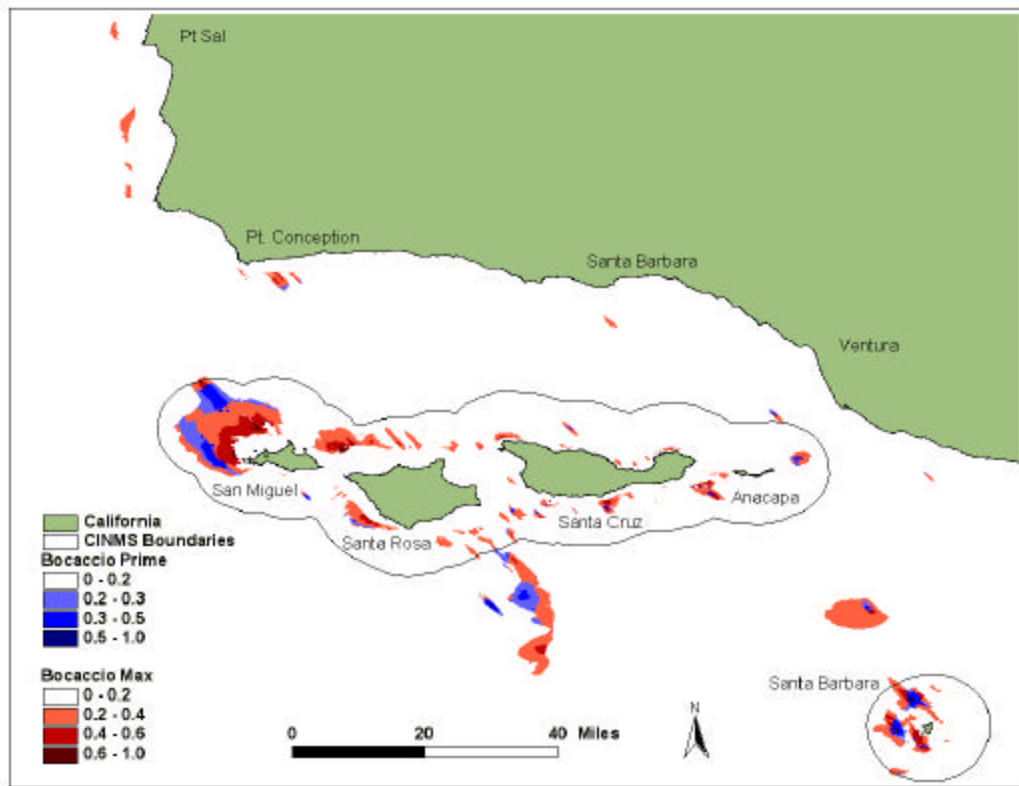 Pt Sal
Pt. Conception
Santa Barbara
Ventura
San Miguel
Santa Rosa
Santa Cruz
Anacapa
California
CINMS Boundaries
Bocaccio Prime
0 - 0.2
0.2 - 0.3
0.3 - 0.5
0.5 - 1.0
Bocaccio Max
0 - 0.2
0.2 - 0.4
0.4 - 0.6
0.6 - 1.0
Santa Barbara
N
0 20 40 Miles